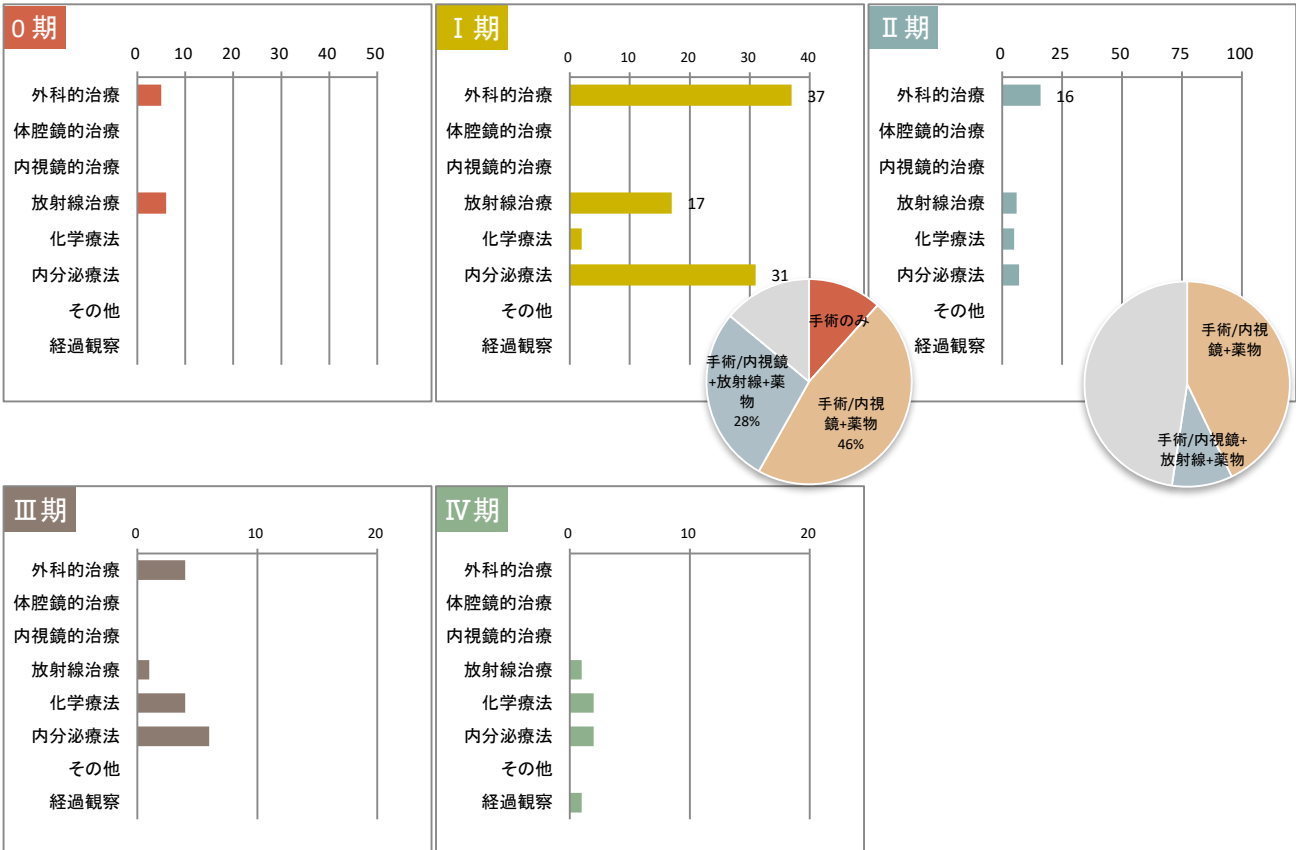 0期
0 10 20 30 40 50
外科的治療
体腔鏡的治療
内視鏡的治療
放射線治療
化学療法
内分泌療法
その他
経過観察
Ⅰ期
0 10 20 30 40
外科的治療
37
体腔鏡的治療
内視鏡的治療
放射線治療
17
化学療法
内分泌療法
31
その他
経過観察
手術のみ
手術/内視鏡
+放射線+薬
物
28%
手術/内視
鏡+薬物
46%
Ⅱ期
0 25 50 75 100
外科的治療
16
体腔鏡的治療
内視鏡的治療
放射線治療
化学療法
内分泌療法
その他
経過観察
手術/内視
鏡+薬物
手術/内視鏡+
放射線+薬物
Ⅲ期
0 10 20
外科的治療
体腔鏡的治療
内視鏡的治療
放射線治療
化学療法
内分泌療法
その他
経過観察
Ⅳ期
0 10 20
外科的治療
体腔鏡的治療
内視鏡的治療
放射線治療
化学療法
内分泌療法
その他
経過観察